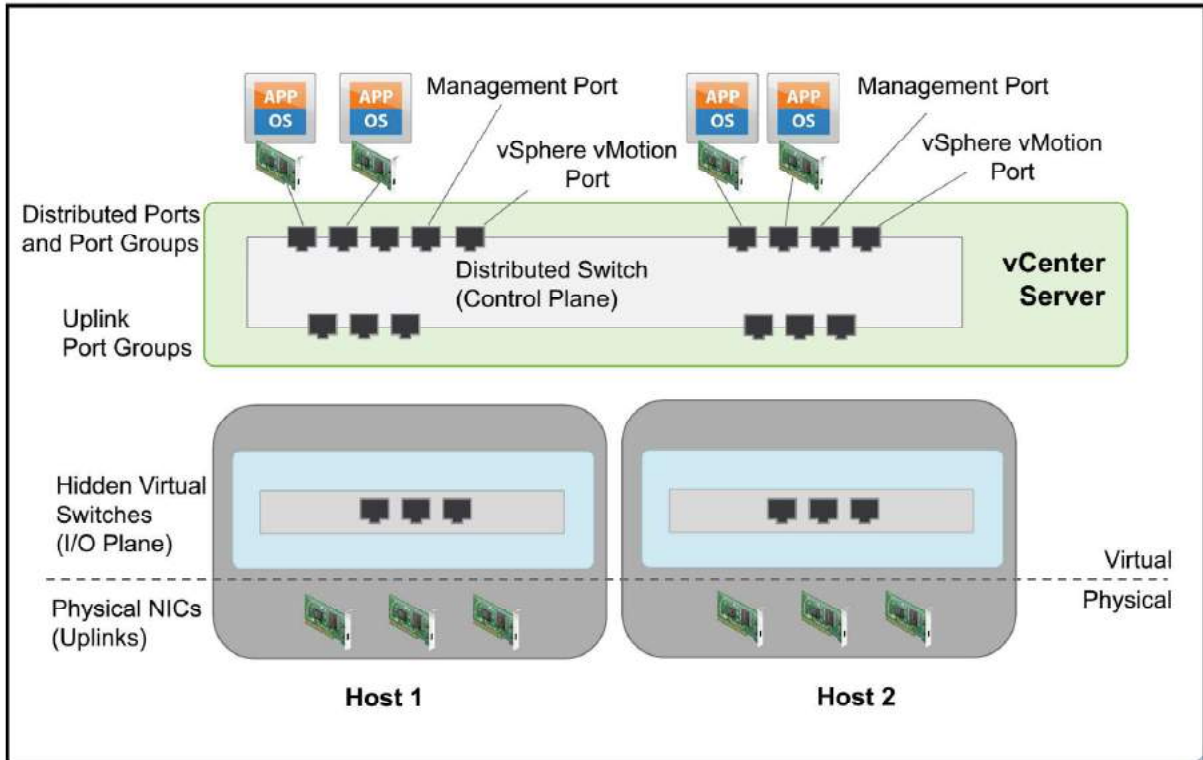 APP
OS
APP
OS
Management Port
vSphere vMotion
Port
APP
OS
APP
OS
Management Port
vSphere vMotion
Port
Distributed Ports
and Port Groups
Distributed Switch
(Control Plane)
vCenter
Server
Uplink
Port Groups
Hidden Virtual
Switches
(I/O Plane)
Virtual
Physical
Physical NICs
(Uplinks)
Host 1
Host 2